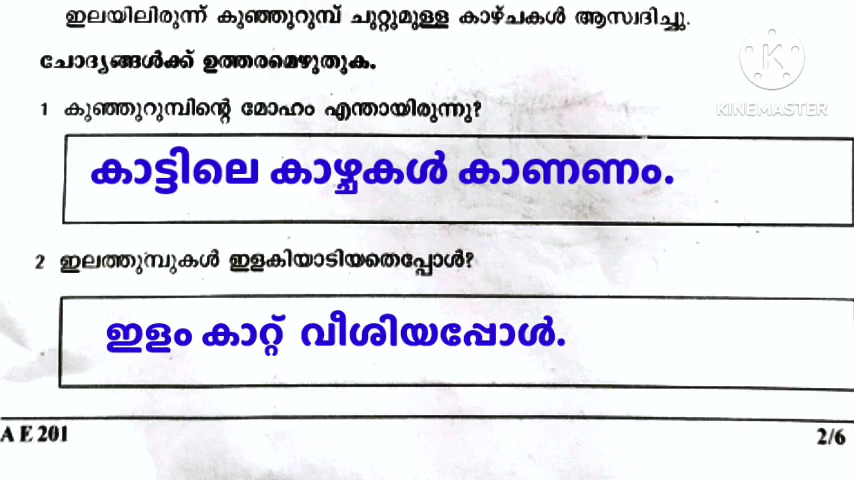 ഇലയിലിരുന്ന് കുഞ്ഞുറുമ്പ് ചുറ്റുമുള്ള കാഴ്ചകൾ ആസ്വദിച്ചു.
ചോദ്യങ്ങൾക്ക് ഉത്തരമെഴുതുക.
K
KINEMASTER
1 കുഞ്ഞുറുമ്പിന്റെ മോഹം എന്തായിരുന്നു?
കാട്ടിലെ കാഴ്ചകൾ കാണണം.
2 ഇലത്തുമ്പുകൾ ഇളകിയാടിയതെപ്പോൾ?
ഇളം കാറ്റ് വീശിയപ്പോൾ.
A E 201
2/6